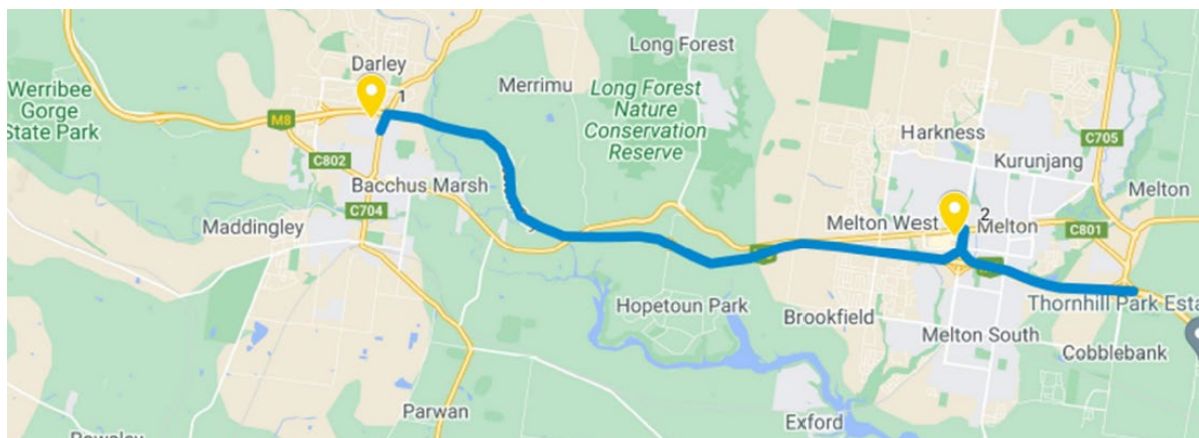 Long Forest
Darley
Merrimu
Werribee
Gorge
State Park
Long Forest
Nature
Conservation
Reserve
1
M8
C705
Harkness
C802
Kurunjang
Bacchus Marsh
Melton
C704
Maddingley
Melton West
2
Melton
C801
Hopetoun Park
Thornhill Park Esta
Brookfield
Melton South
Cobblebank
Parwan
Exford